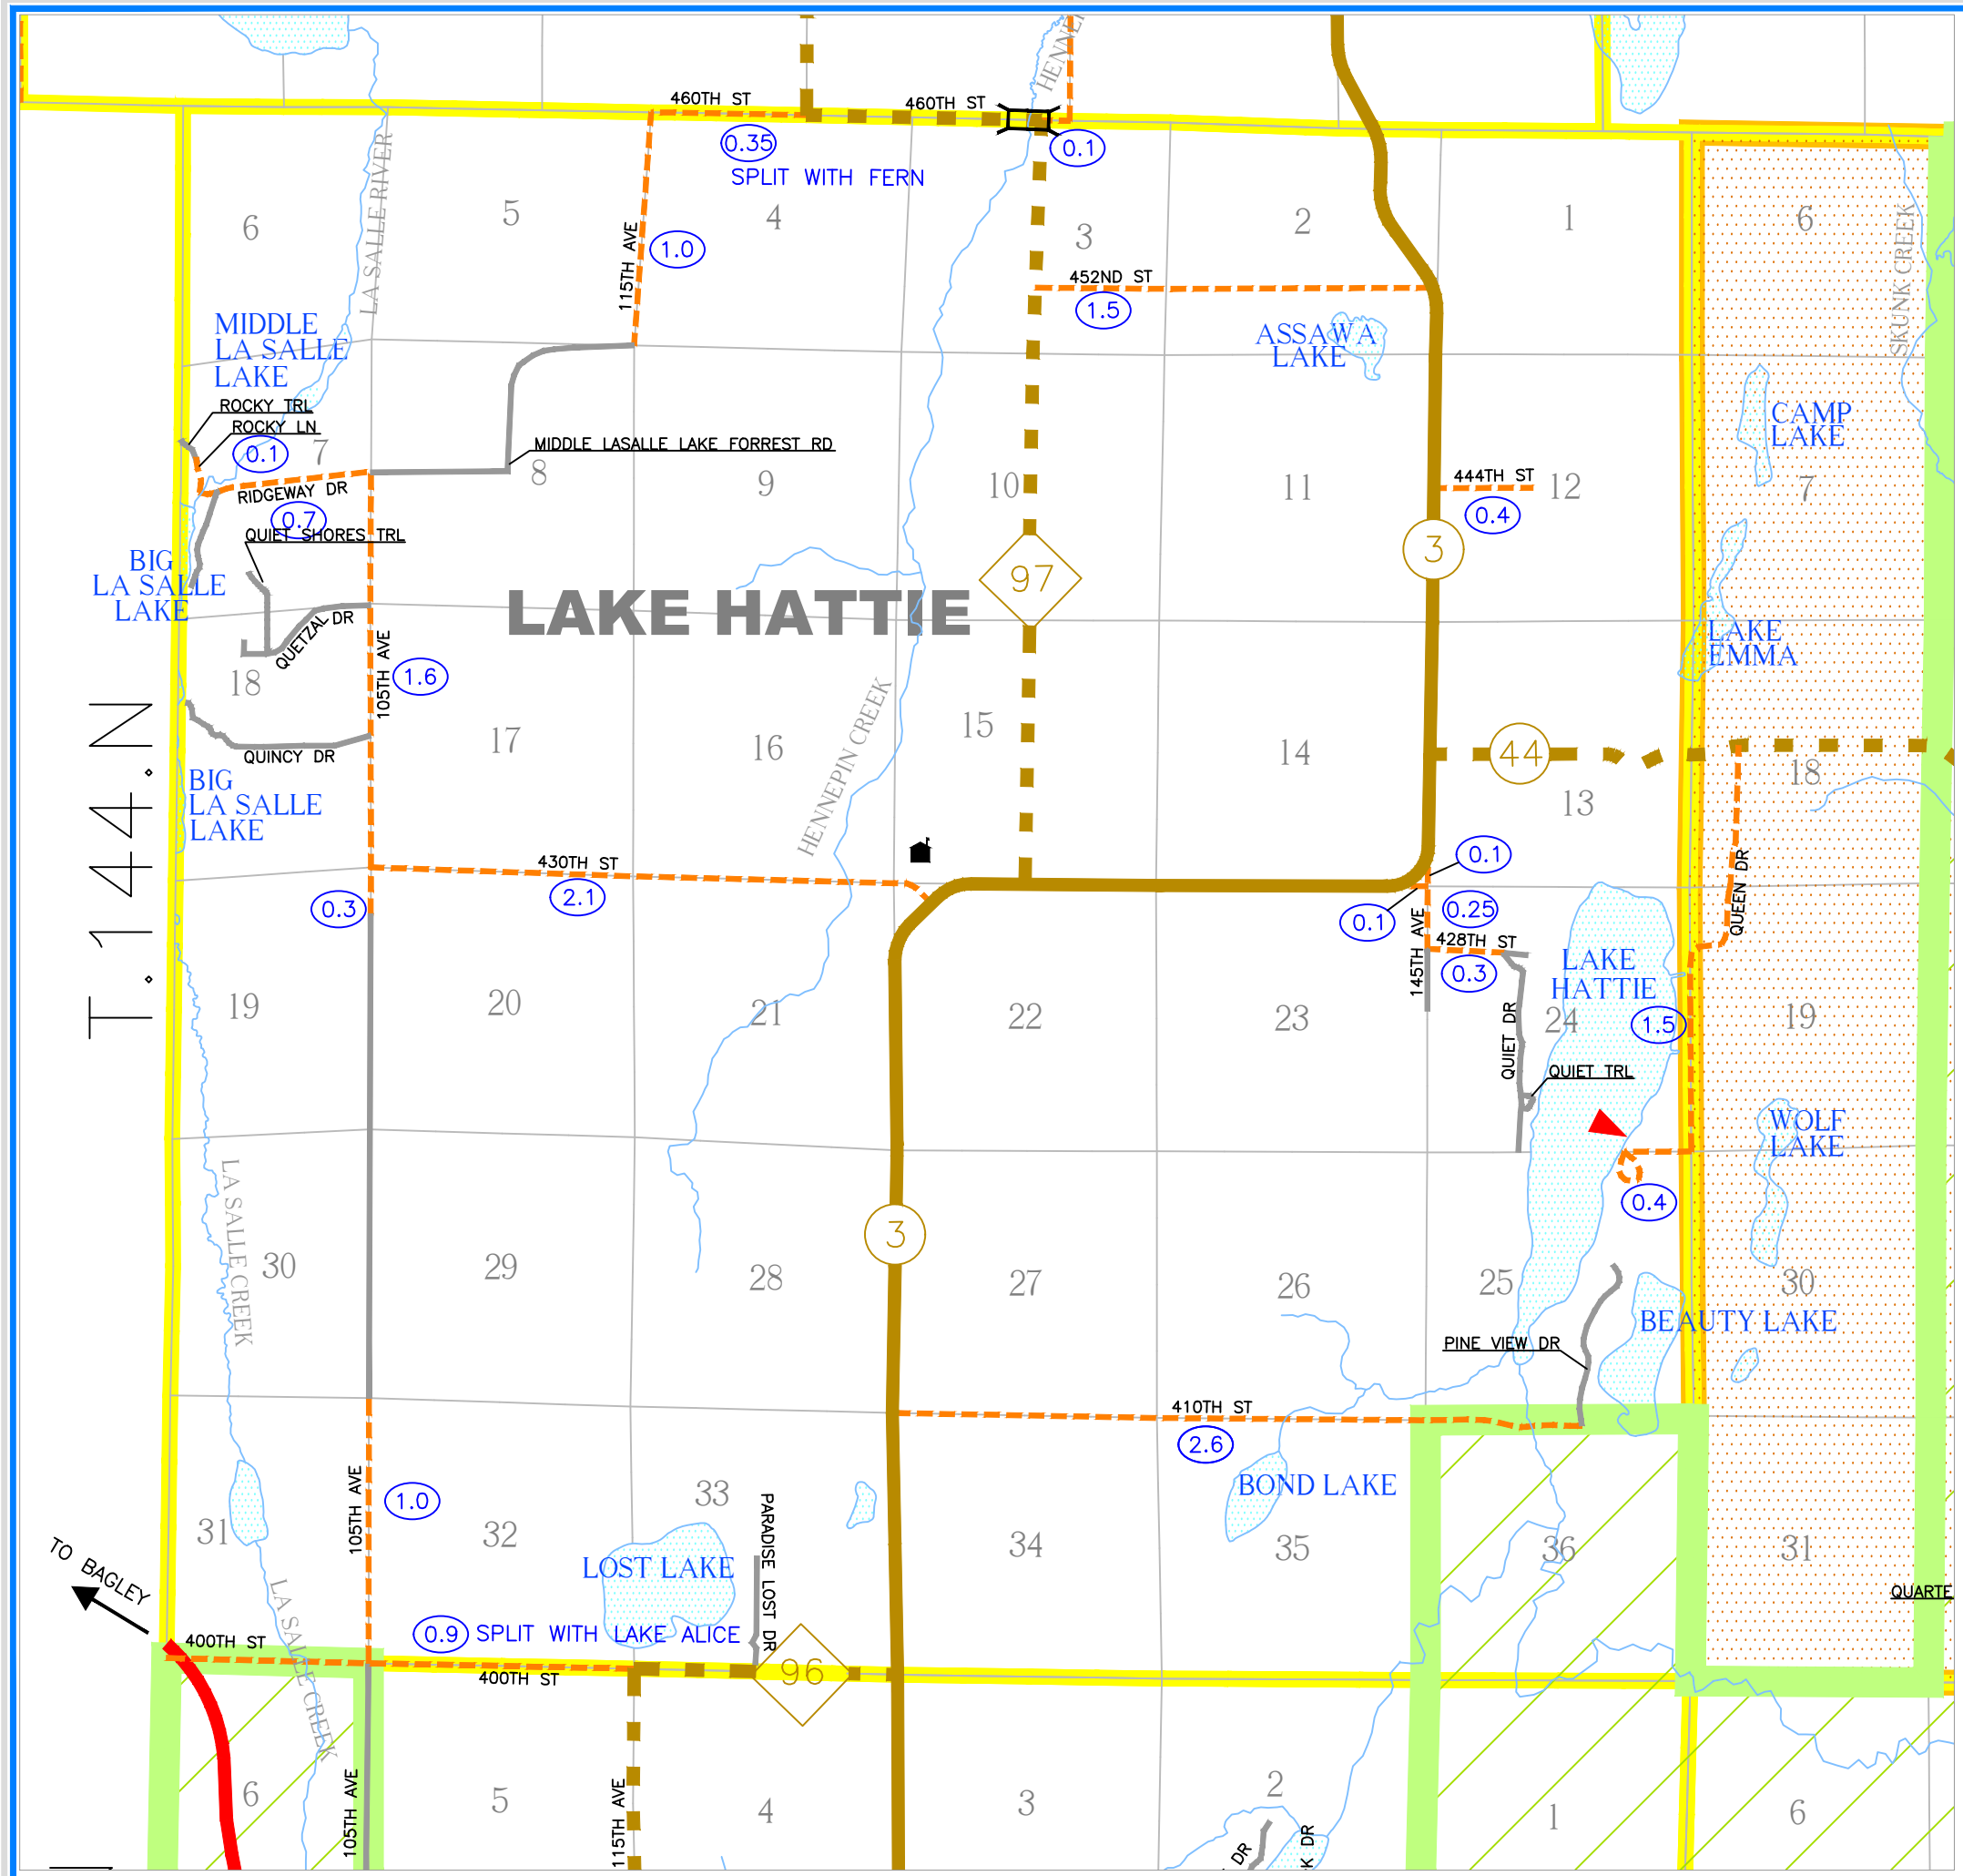 HENNE
460TH ST
460TH ST
0.35
0.1
SPLIT WITH FERN
LA SALLE RIVER
6
5
4
3
2
1
6
SKUNK CREEK
115TH AVE
1.0
452ND ST
1.5
MIDDLE
LA SALLE
LAKE
ASSAWA
LAKE
ROCKY TRL
ROCKY LN
0.1
7
MIDDLE LASALLE LAKE FORREST RD
CAMP
LAKE
8
9
10
11
444TH ST
12
7
0.4
RIDGEWAY DR
0.7
QUIET SHORES TRL
3
BIG
LA SALLE
LAKE
97
LAKE HATTIE
QUETZAL DR
105TH AVE
1.6
LAKE
EMMA
18
17
16
15
14
44
13
18
HENNEPIN CREEK
T.144.N
QUINCY DR
BIG
LA SALLE
LAKE
430TH ST
2.1
0.3
0.1
0.1
0.25
145TH AVE
428TH ST
0.3
QUEEN DR
LAKE
HATTIE
1.5
19
20
21
22
23
24
19
QUIET DR
QUIET TRL
WOLF
LAKE
0.4
LA SALLE CREEK
3
30
29
28
27
26
25
30
BEAUTY LAKE
PINE VIEW DR
410TH ST
2.6
BOND LAKE
105TH AVE
1.0
33
PARADISE LOST DR
31
32
34
35
36
31
LOST LAKE
QUARTE
TO BAGLEY
LA SALLE CREEK
400TH ST
0.9 SPLIT WITH LAKE ALICE
400TH ST
96
6
5
4
3
2
1
6
105TH AVE
115TH AVE
DR
K DR